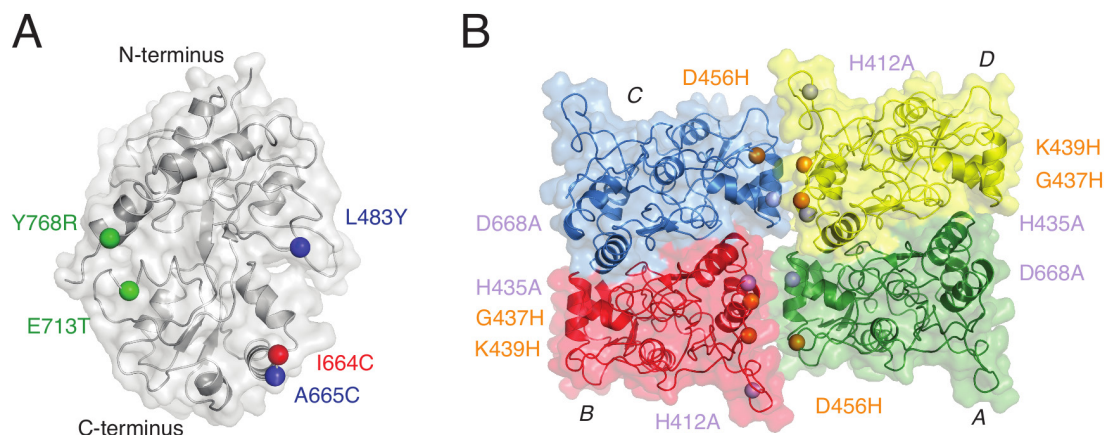 A
N-terminus
Y768R
L483Y
E713T
I664C
A665C
C-terminus
B
H412A
D
D456H
C
K439H
G437H
D668A
H435A
H435A
D668A
G437H
K439H
B
D456H
A
H412A